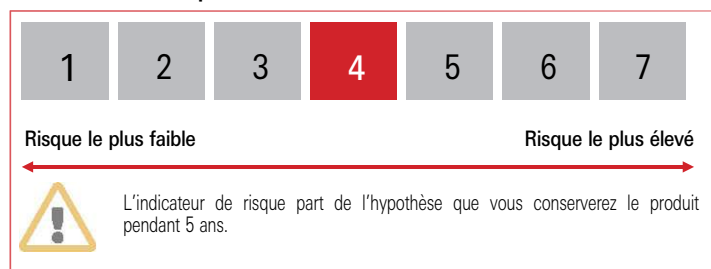 1 2 3 4 5 6 7
Risque le plus faible Risque le plus élevé
L'indicateur de risque part de l'hypothèse que vous conserverez le produit
pendant 5 ans.